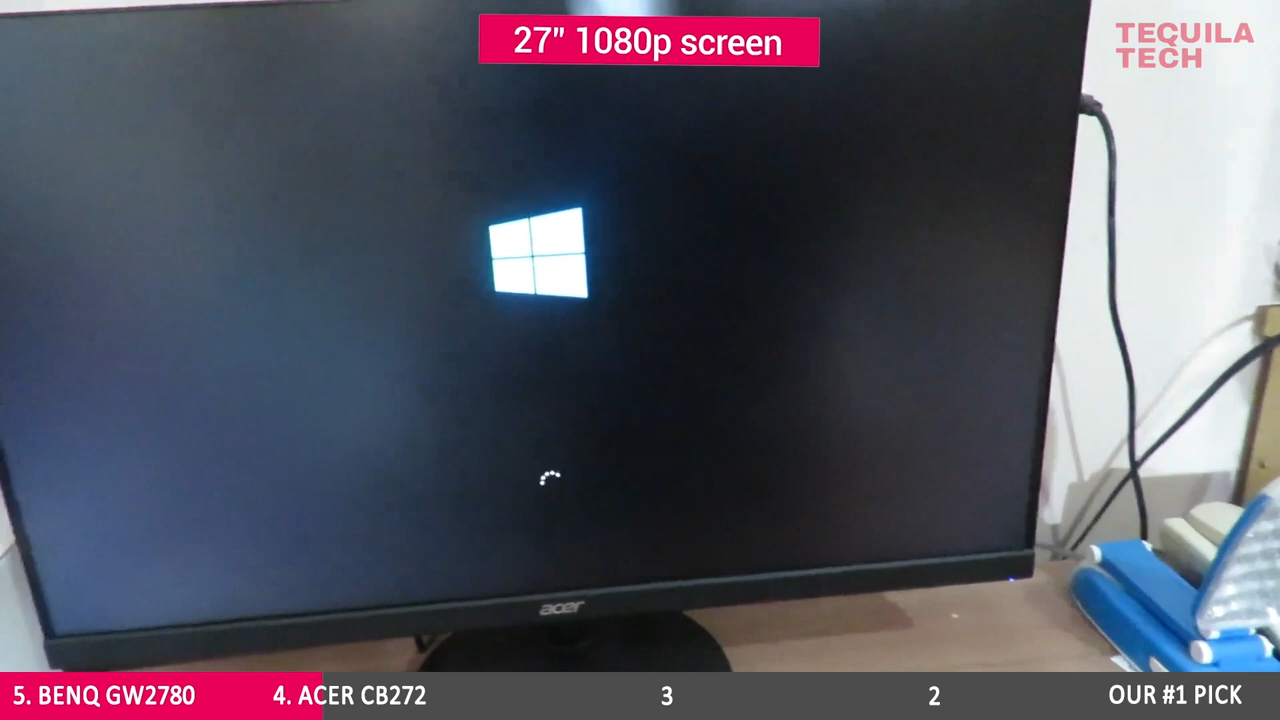 27" 1080p screen
TEQUILA
TECH
acer
5. BENQ GW2780
4. ACER CB272
3
2
OUR #1 PICK